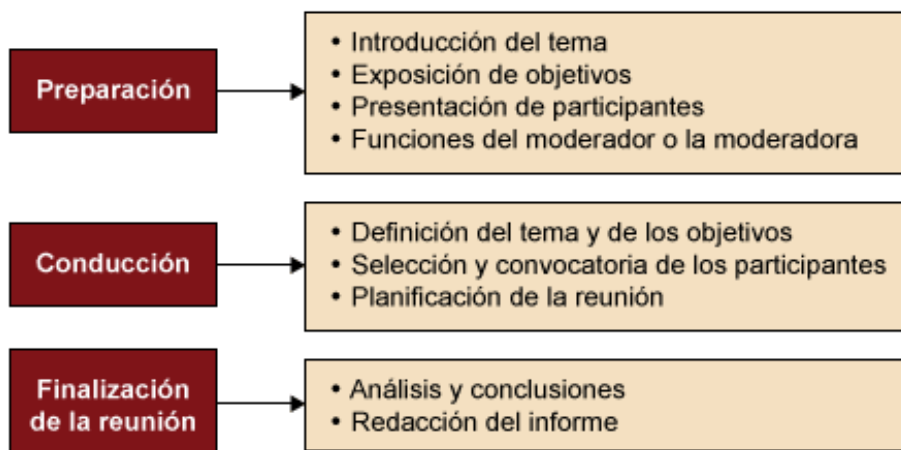 Preparación
• Introducción del tema
• Exposición de objetivos
• Presentación de participantes
• Funciones del moderador o la moderadora
Conducción
• Definición del tema y de los objetivos
• Selección y convocatoria de los participantes
• Planificación de la reunión
Finalización
de la reunión
• Análisis y conclusiones
• Redacción del informe